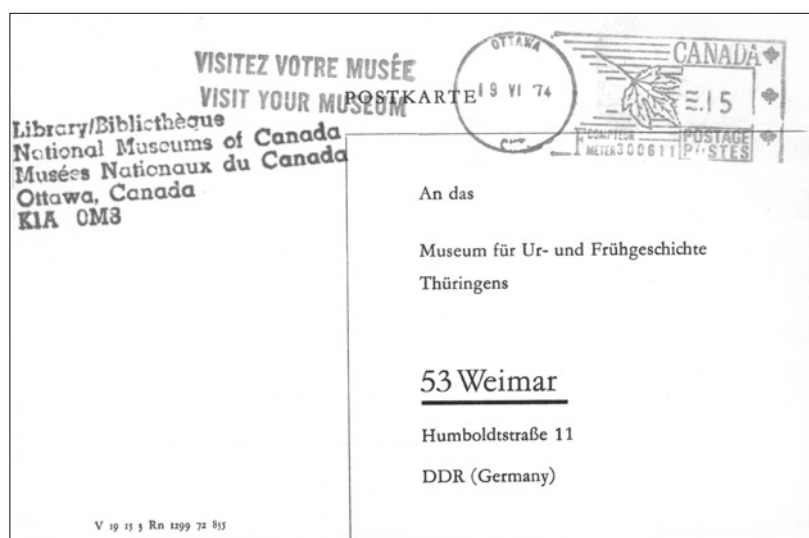 VISITEZ VOTRE MUSÉE
VISIT YOUR MUSEUM
POSTKARTE
OTTAWA
19 VI '74
CANADA
.15
COMPTEUR
METER 300611
POSTAGE
POSTES
Library/Bibliothèque
National Museums of Canada
Musées Nationaux du Canada
Ottawa, Canada
K1A 0M8
An das
Museum für Ur- und Frühgeschichte
Thüringens
53 Weimar
Humboldtstraße 11
DDR (Germany)
V 19 15 3 Rn 1299 72 855